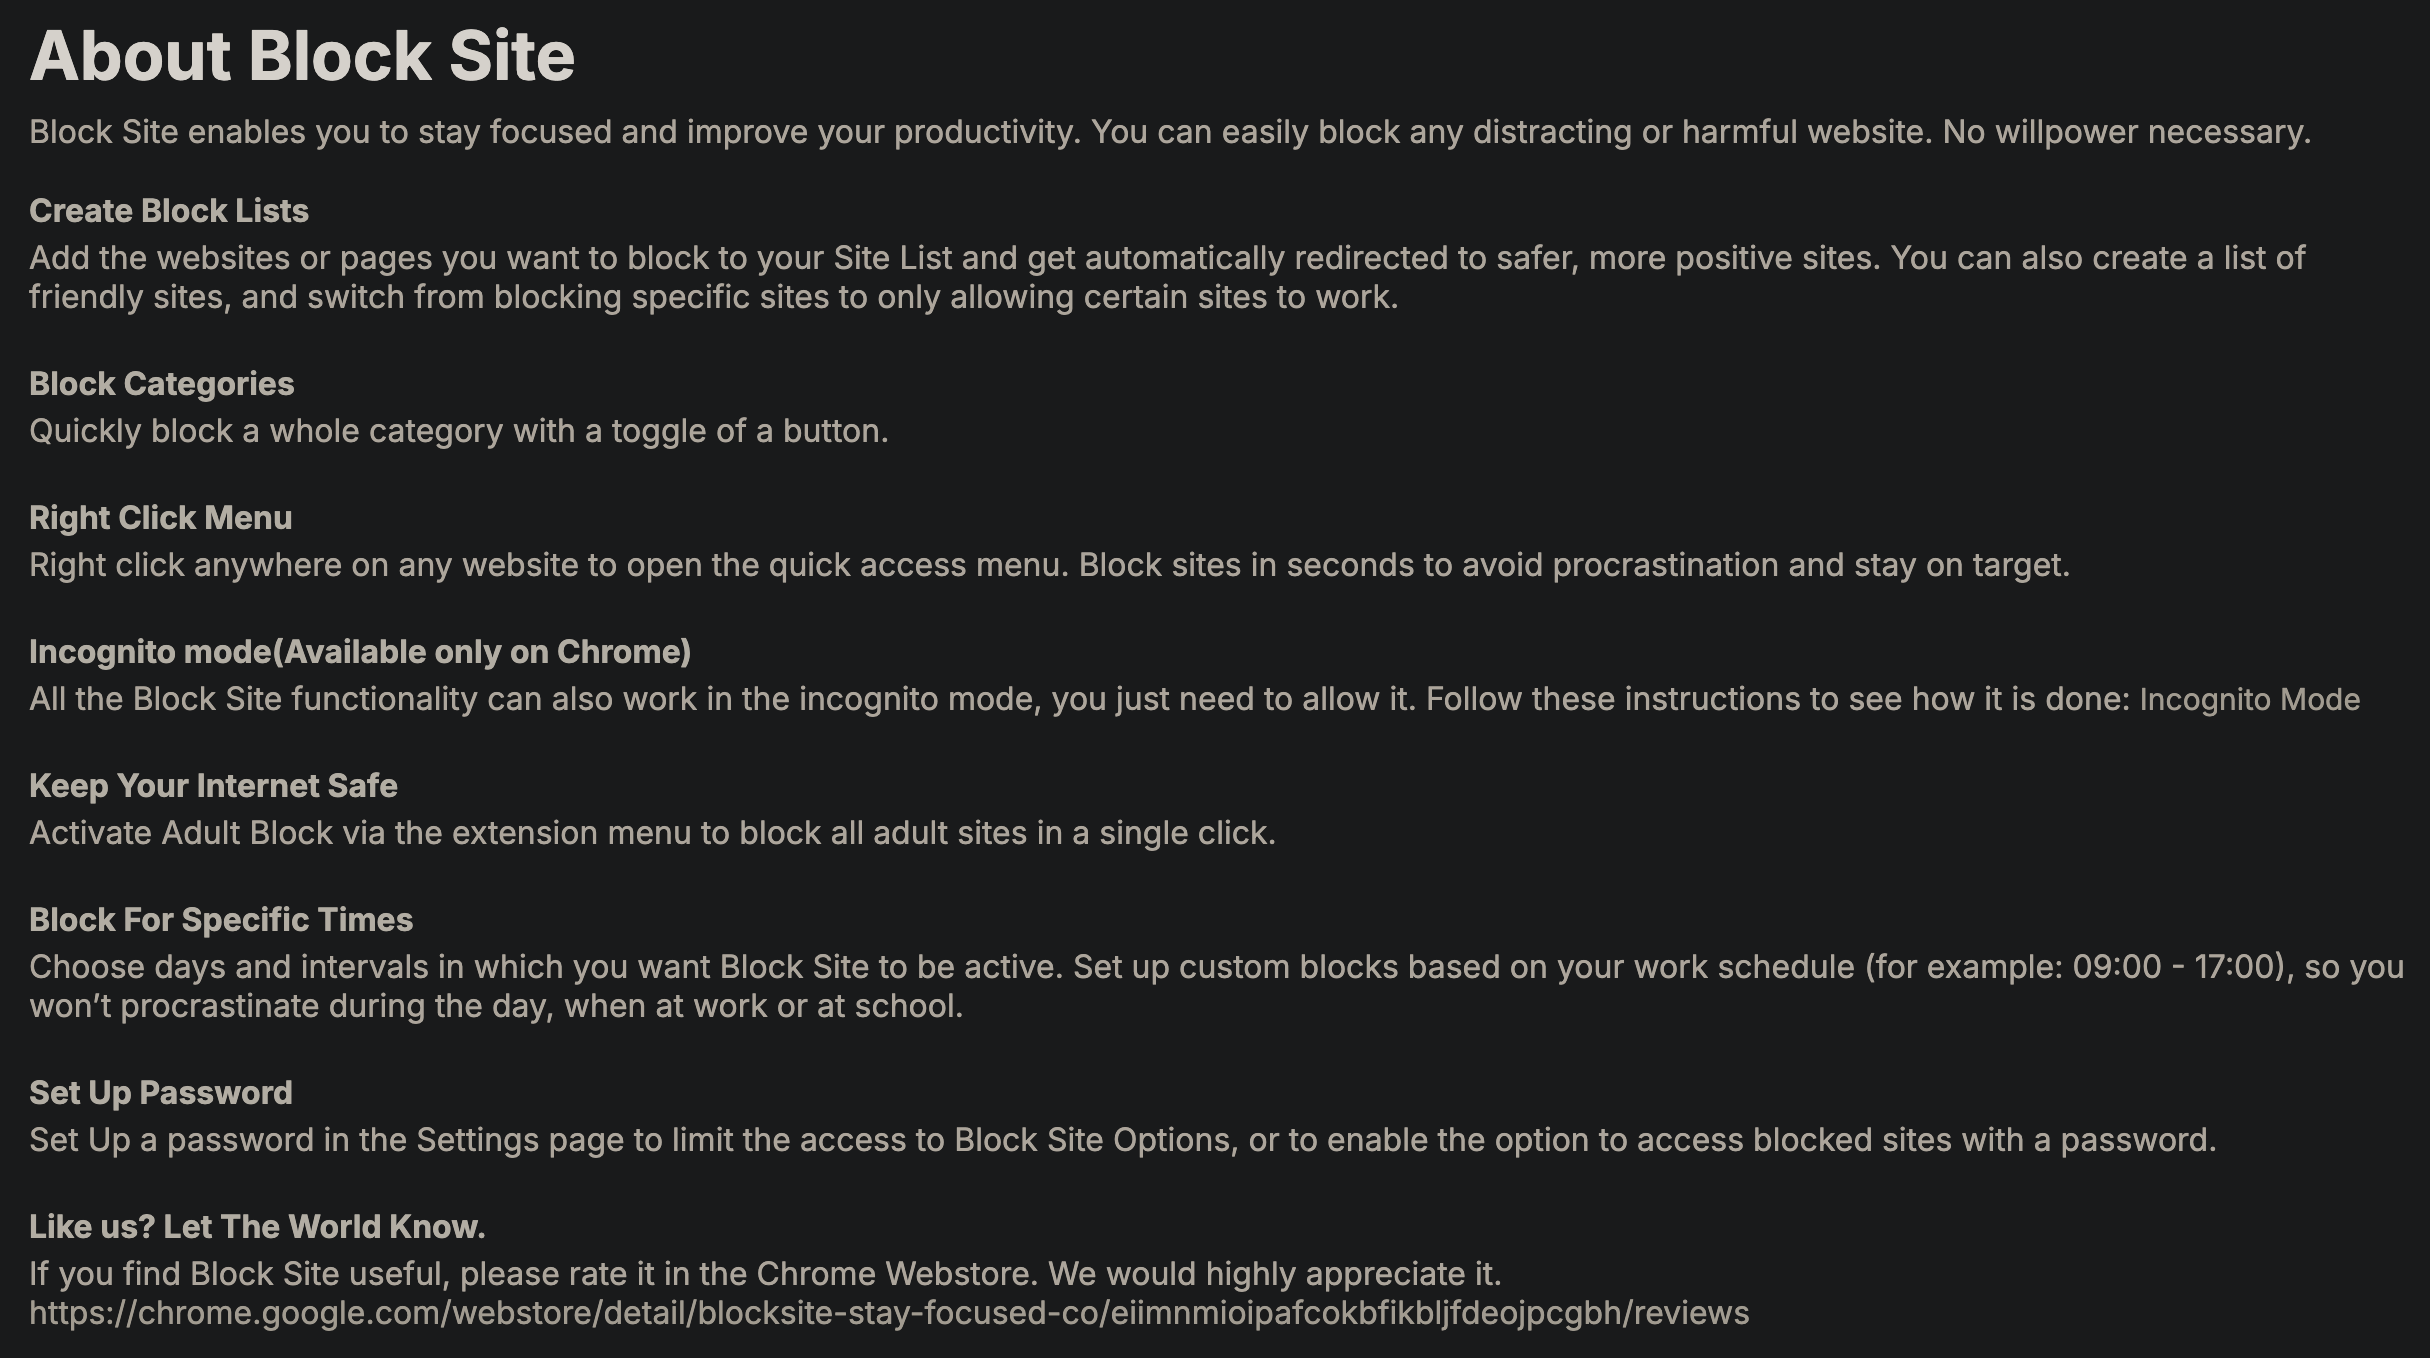 About Block Site
Block Site enables you to stay focused and improve your productivity. You can easily block any distracting or harmful website. No willpower necessary.
Create Block Lists
Add the websites or pages you want to block to your Site List and get automatically redirected to safer, more positive sites. You can also create a list of
friendly sites, and switch from blocking specific sites to only allowing certain sites to work.
Block Categories
Quickly block a whole category with a toggle of a button.
Right Click Menu
Right click anywhere on any website to open the quick access menu. Block sites in seconds to avoid procrastination and stay on target.
Incognito mode(Available only on Chrome)
All the Block Site functionality can also work in the incognito mode, you just need to allow it. Follow these instructions to see how it is done: Incognito Mode
Keep Your Internet Safe
Activate Adult Block via the extension menu to block all adult sites in a single click.
Block For Specific Times
Choose days and intervals in which you want Block Site to be active. Set up custom blocks based on your work schedule (for example: 09:00 - 17:00), so you
won’t procrastinate during the day, when at work or at school.
Set Up Password
Set Up a password in the Settings page to limit the access to Block Site Options, or to enable the option to access blocked sites with a password.
Like us? Let The World Know.
If you find Block Site useful, please rate it in the Chrome Webstore. We would highly appreciate it.
https://chrome.google.com/webstore/detail/blocksite-stay-focused-co/eiimnmioipafcokbfikbljfdeojpcgbh/reviews